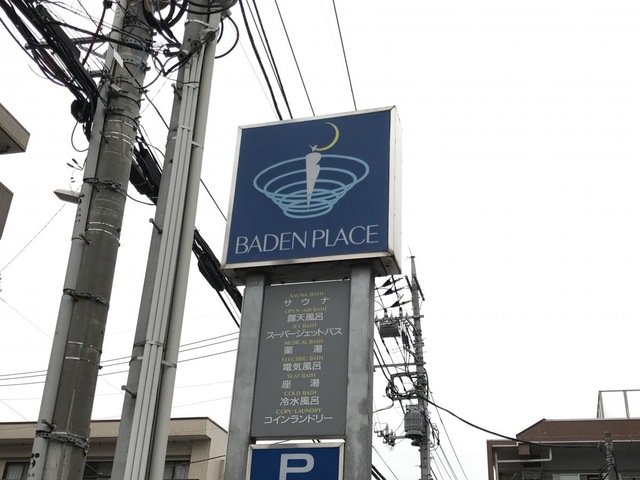 BADEN PLACE
SAUNA BATH
サウナ
OPEN-AIR BATH
露天風呂
JET BATH
スーパージェットバス
MEDICAL BATH
薬湯
ELECTRIC BATH
電気風呂
SEAT BATH
座湯
COLD BATH
冷水風呂
COIN-LAUNDRY
コインランドリー
P